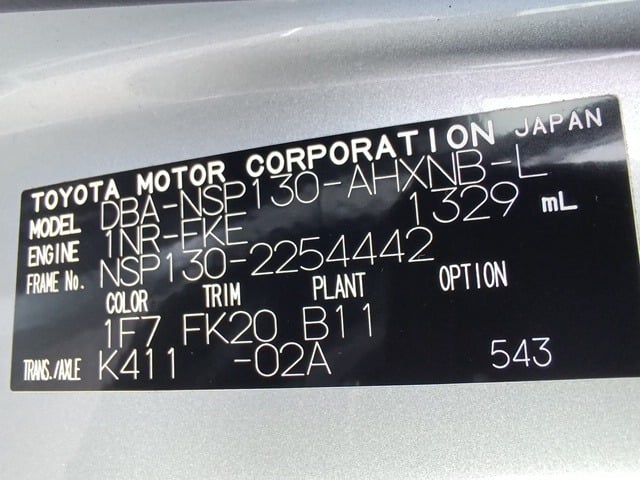 TOYOTA MOTOR CORPORATION JAPAN
MODEL DBA-NSP130-AHXNB-L
ENGINE 1NR-FKE 1329 mL
FRAME No. NSP130-2254442
COLOR TRIM PLANT OPTION
1F7 FK20 B11
TRANS./AXLE K411 -02A 543